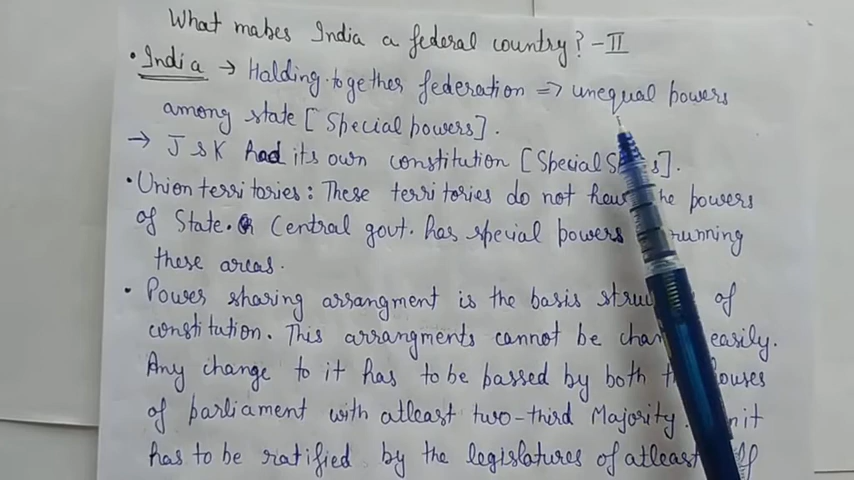 What makes India a federal country? - II
• India → Halding together federation => unequal powers
among state [Special powers].
→ J & K had its own constitution [Special S s].
• Union territories: These territories do not have the powers
of State. Central govt. has special powers running
these areas.
• Power sharing arrangment is the basis of
constitution. This arrangments cannot be easily.
Any change to it has to be passed by both
of parliament with atleast two-third Majority. it
has to be ratified by the legislatures of atleast